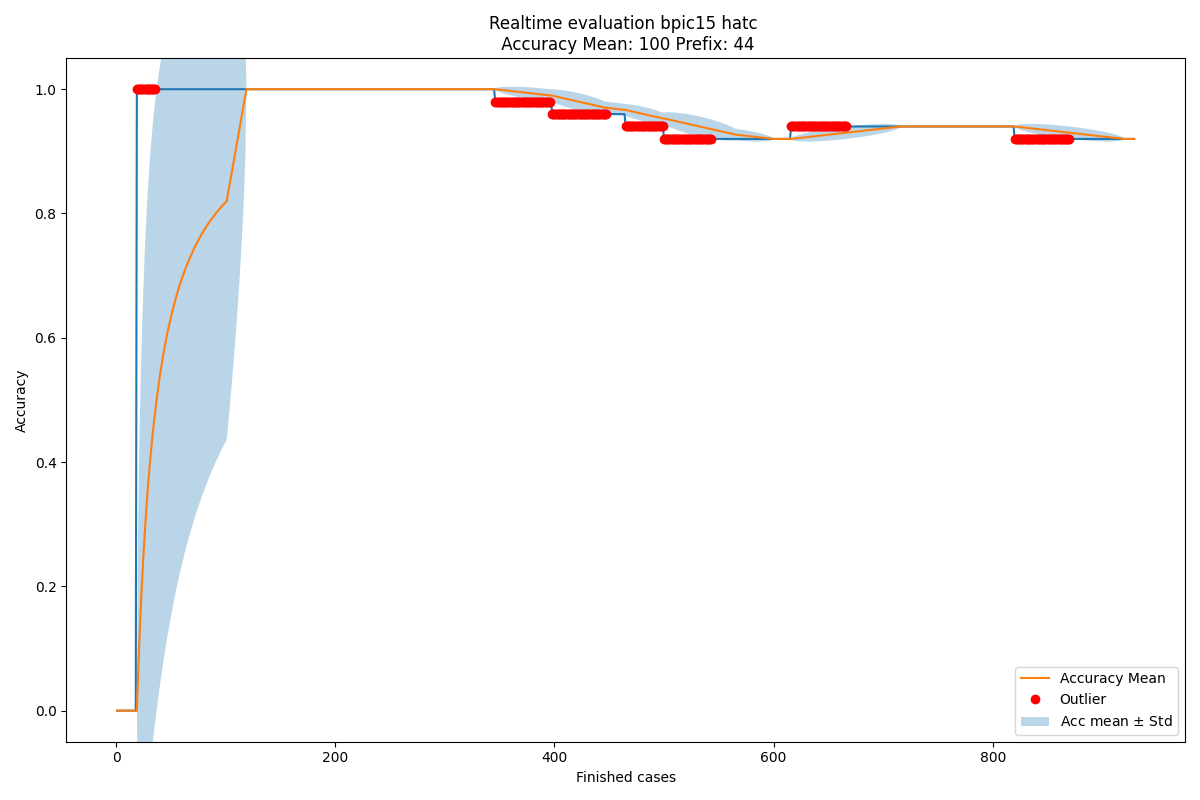 Realtime evaluation bpic15 hatc
Accuracy Mean: 100 Prefix: 44
Accuracy
1.0
0.8
0.6
0.4
0.2
0.0
0
200
400
600
800
Finished cases
Accuracy Mean
Outlier
Acc mean ± Std